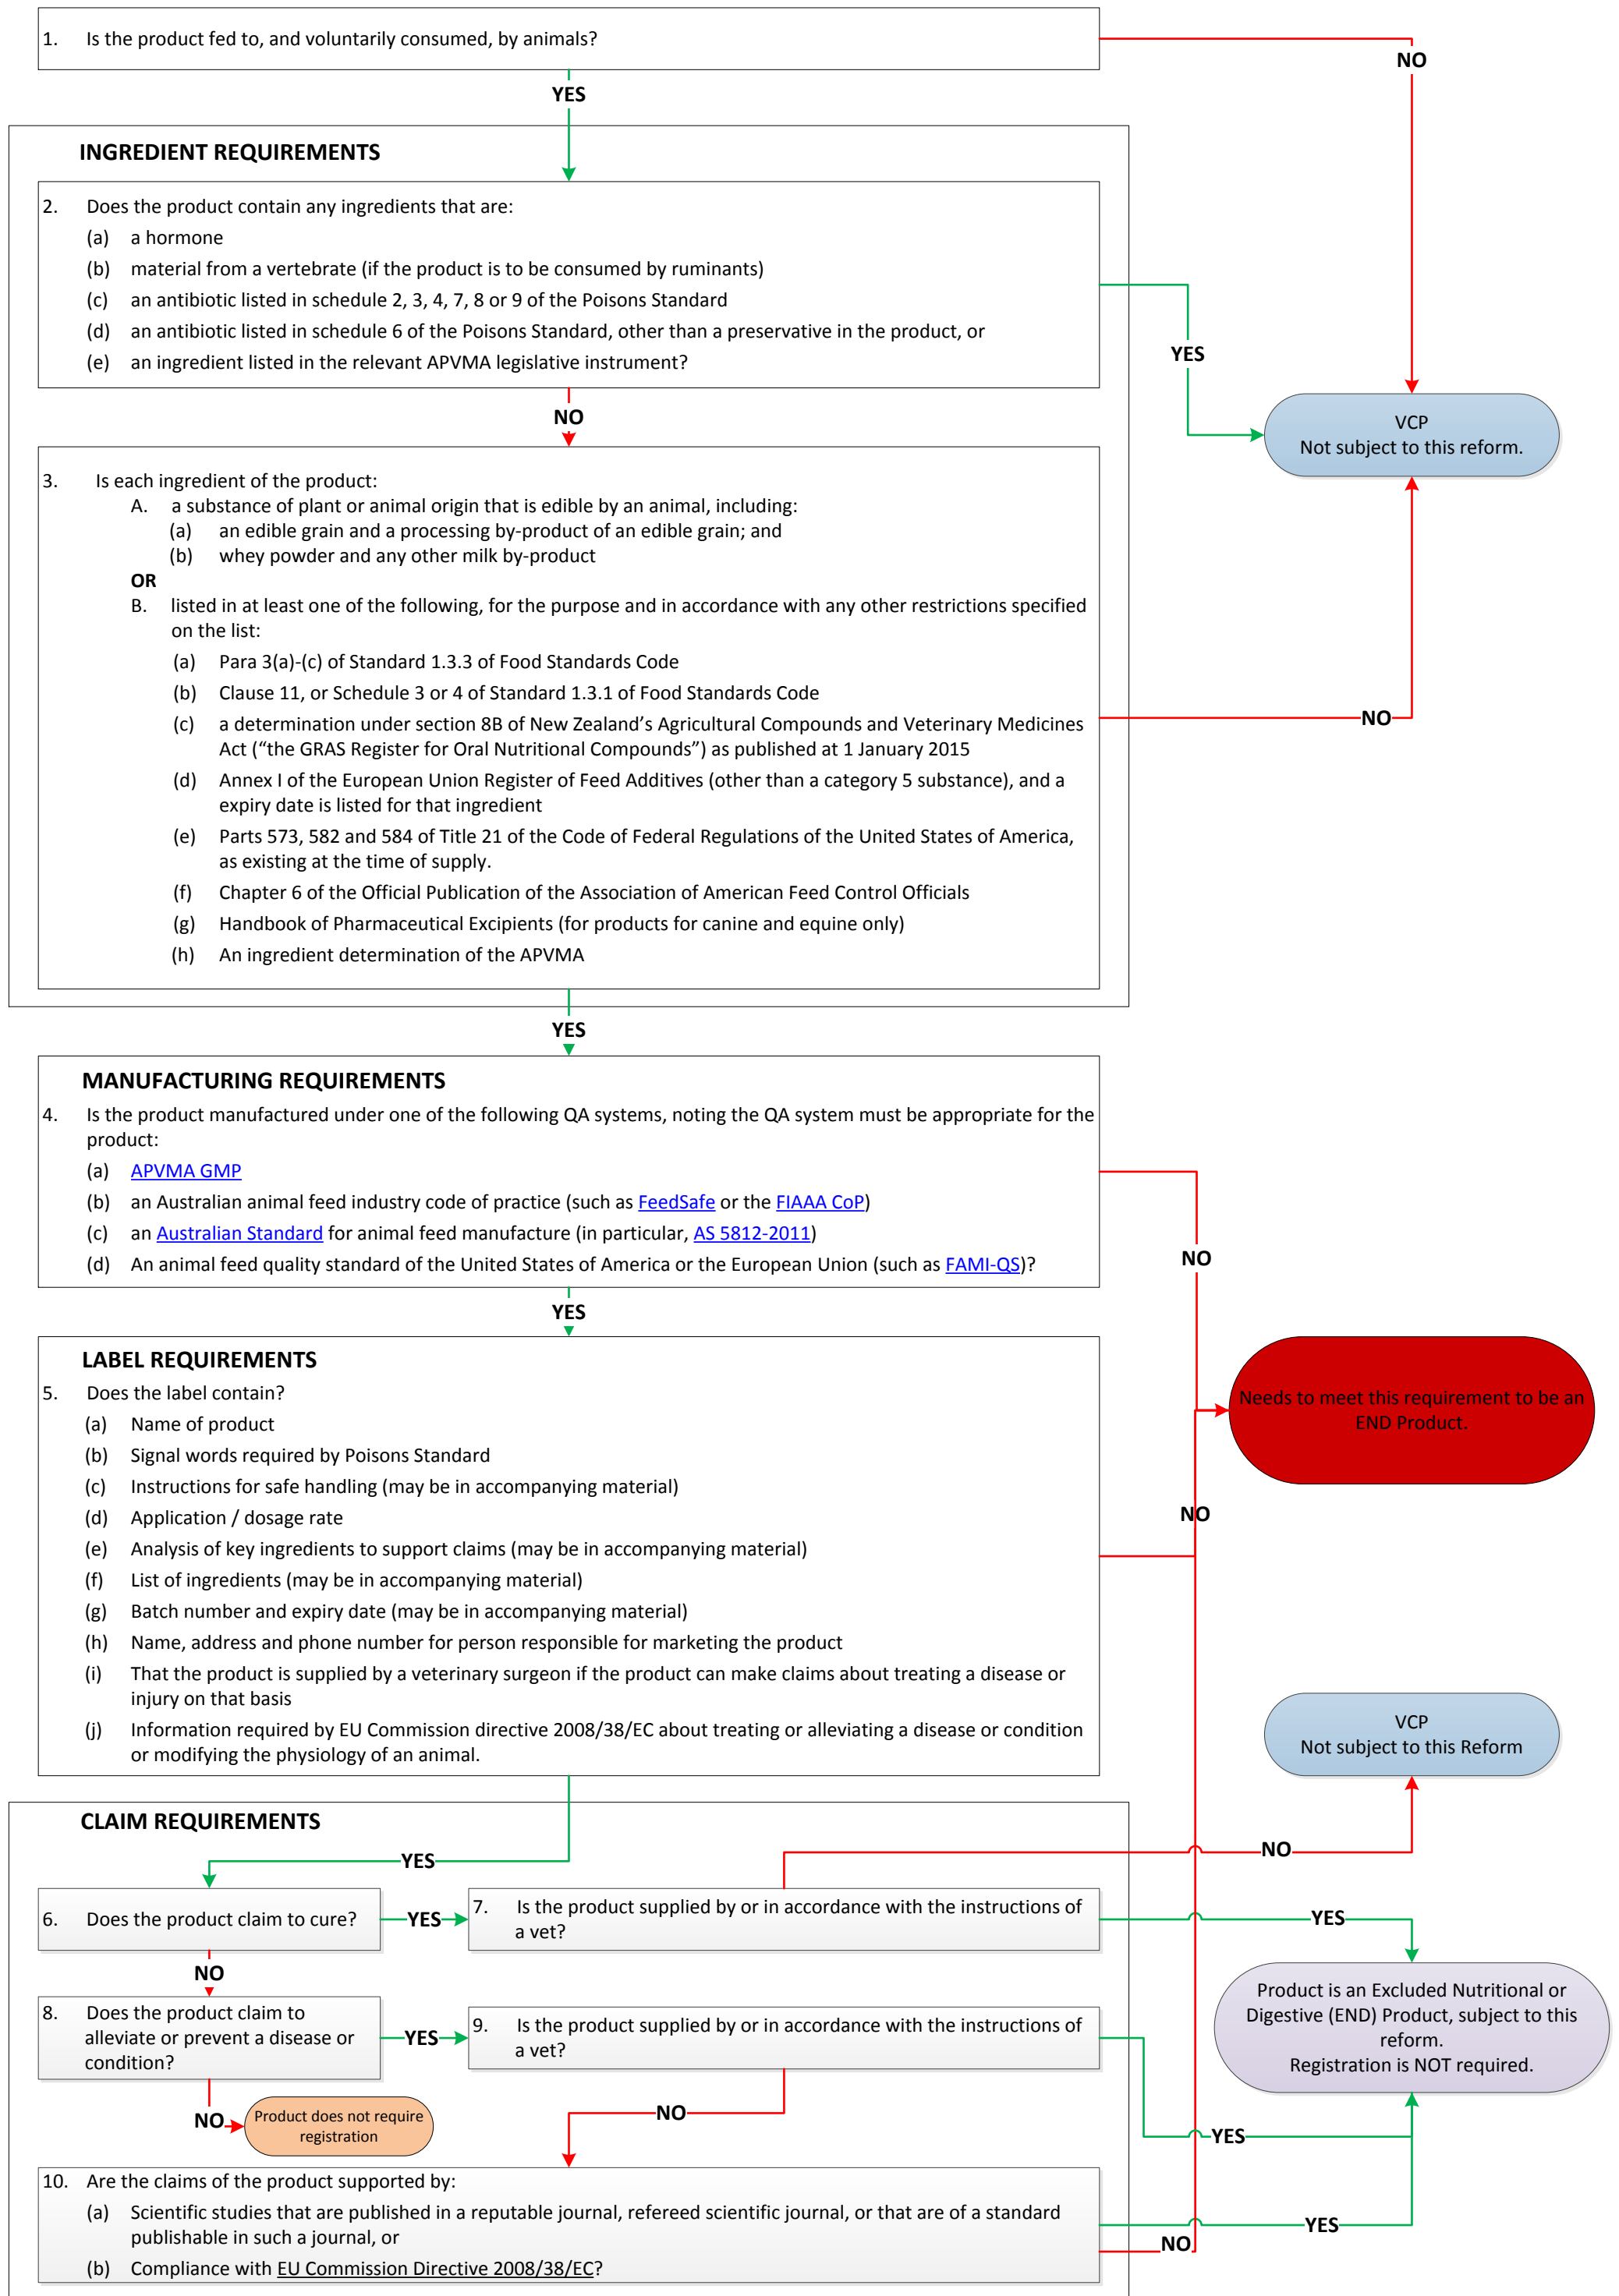 1. Is the product fed to, and voluntarily consumed, by animals?
NO
YES
INGREDIENT REQUIREMENTS
2. Does the product contain any ingredients that are:
(a) a hormone
(b) material from a vertebrate (if the product is to be consumed by ruminants)
(c) an antibiotic listed in schedule 2, 3, 4, 7, 8 or 9 of the Poisons Standard
(d) an antibiotic listed in schedule 6 of the Poisons Standard, other than a preservative in the product, or
(e) an ingredient listed in the relevant APVMA legislative instrument?
YES
NO
VCP
Not subject to this reform.
3. Is each ingredient of the product:
A. a substance of plant or animal origin that is edible by an animal, including:
(a) an edible grain and a processing by-product of an edible grain; and
(b) whey powder and any other milk by-product
OR
B. listed in at least one of the following, for the purpose and in accordance with any other restrictions specified
on the list:
(a) Para 3(a)-(c) of Standard 1.3.3 of Food Standards Code
(b) Clause 11, or Schedule 3 or 4 of Standard 1.3.1 of Food Standards Code
(c) a determination under section 8B of New Zealand's Agricultural Compounds and Veterinary Medicines
Act ("the GRAS Register for Oral Nutritional Compounds") as published at 1 January 2015
(d) Annex I of the European Union Register of Feed Additives (other than a category 5 substance), and a
expiry date is listed for that ingredient
(e) Parts 573, 582 and 584 of Title 21 of the Code of Federal Regulations of the United States of America,
as existing at the time of supply.
(f) Chapter 6 of the Official Publication of the Association of American Feed Control Officials
(g) Handbook of Pharmaceutical Excipients (for products for canine and equine only)
(h) An ingredient determination of the APVMA
NO
YES
MANUFACTURING REQUIREMENTS
4. Is the product manufactured under one of the following QA systems, noting the QA system must be appropriate for the
product:
(a) APVMA GMP
(b) an Australian animal feed industry code of practice (such as FeedSafe or the FIAAA CoP)
(c) an Australian Standard for animal feed manufacture (in particular, AS 5812-2011)
(d) An animal feed quality standard of the United States of America or the European Union (such as FAMI-QS)?
NO
YES
LABEL REQUIREMENTS
5. Does the label contain?
(a) Name of product
(b) Signal words required by Poisons Standard
(c) Instructions for safe handling (may be in accompanying material)
(d) Application / dosage rate
(e) Analysis of key ingredients to support claims (may be in accompanying material)
(f) List of ingredients (may be in accompanying material)
(g) Batch number and expiry date (may be in accompanying material)
(h) Name, address and phone number for person responsible for marketing the product
(i) That the product is supplied by a veterinary surgeon if the product can make claims about treating a disease or
injury on that basis
(j) Information required by EU Commission directive 2008/38/EC about treating or alleviating a disease or condition
or modifying the physiology of an animal.
Needs to meet this requirement to be an
END Product.
NO
VCP
Not subject to this Reform
CLAIM REQUIREMENTS
YES
NO
6. Does the product claim to cure?
YES
7. Is the product supplied by or in accordance with the instructions of
a vet?
YES
NO
8. Does the product claim to
alleviate or prevent a disease or
condition?
YES
9. Is the product supplied by or in accordance with the instructions of
a vet?
Product is an Excluded Nutritional or
Digestive (END) Product, subject to this
reform.
Registration is NOT required.
NO
Product does not require
registration
NO
YES
10. Are the claims of the product supported by:
(a) Scientific studies that are published in a reputable journal, refereed scientific journal, or that are of a standard
publishable in such a journal, or
(b) Compliance with EU Commission Directive 2008/38/EC?
YES
NO